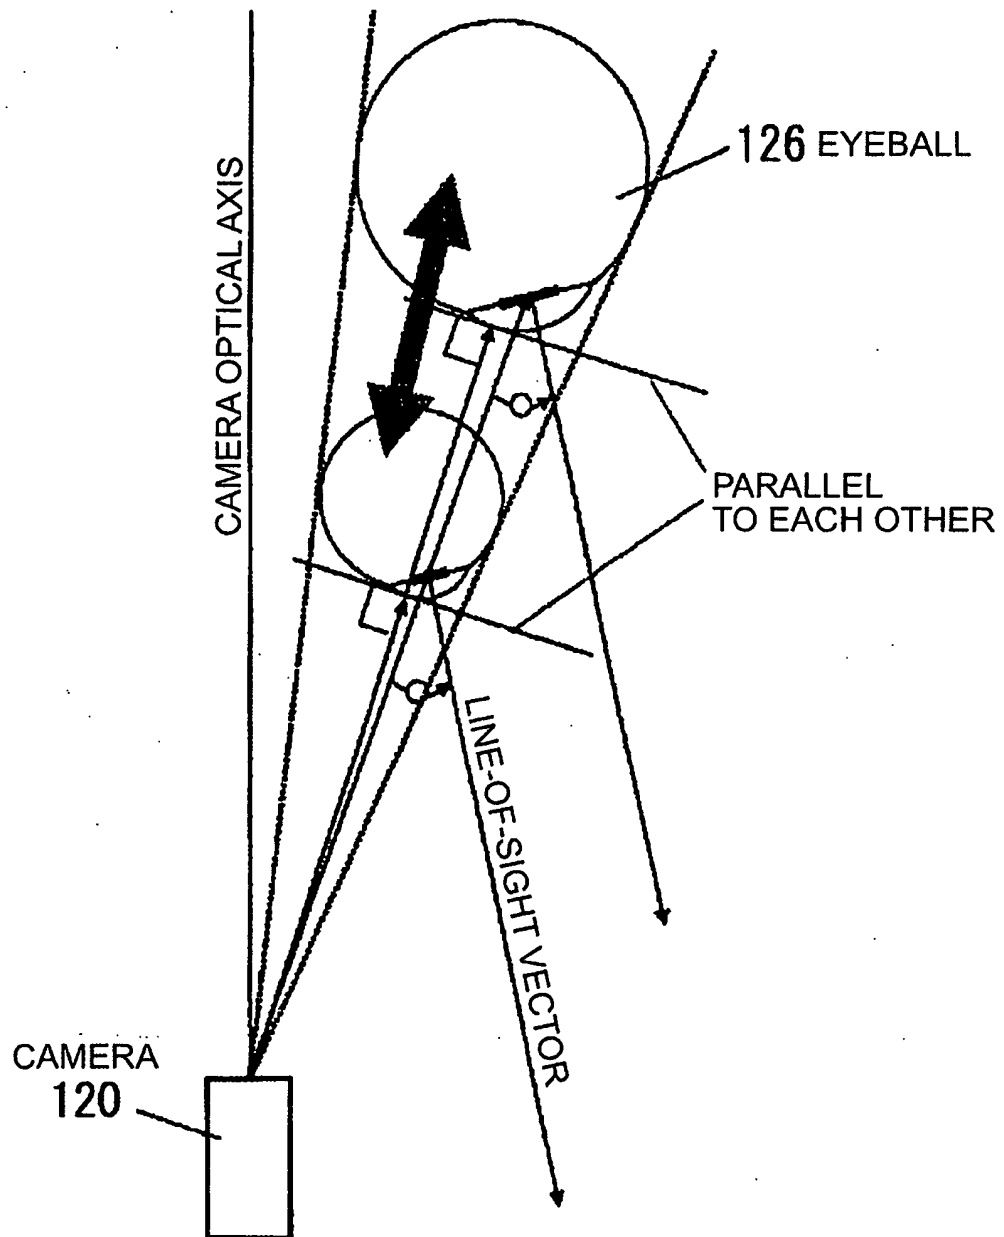 126 EYEBALL
CAMERA OPTICAL AXIS
PARALLEL
TO EACH OTHER
LINE-OF-SIGHT VECTOR
CAMERA
120